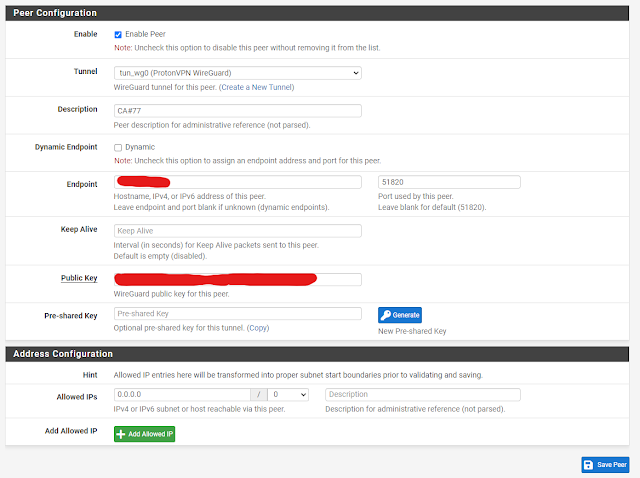 Peer Configuration
Enable
Enable Peer
Note: Uncheck this option to disable this peer without removing it from the list.
Tunnel
tun_wg0 (ProtonVPN WireGuard)
WireGuard tunnel for this peer. (Create a New Tunnel)
Description
CA#77
Peer description for administrative reference (not parsed).
Dynamic Endpoint
Dynamic
Note: Uncheck this option to assign an endpoint address and port for this peer.
Endpoint
51820
Hostname, IPv4, or IPv6 address of this peer.
Leave endpoint and port blank if unknown (dynamic endpoints).
Port used by this peer.
Leave blank for default (51820).
Keep Alive
Keep Alive
Interval (in seconds) for Keep Alive packets sent to this peer.
Default is empty (disabled).
Public Key
WireGuard public key for this peer.
Pre-shared Key
Pre-shared Key
Optional pre-shared key for this tunnel. (Copy)
Generate
New Pre-shared Key
Address Configuration
Hint
Allowed IP entries here will be transformed into proper subnet start boundaries prior to validating and saving.
Allowed IPs
0.0.0.0 / 0
Description
IPv4 or IPv6 subnet or host reachable via this peer.
Description for administrative reference (not parsed).
Add Allowed IP
Add Allowed IP
Save Peer